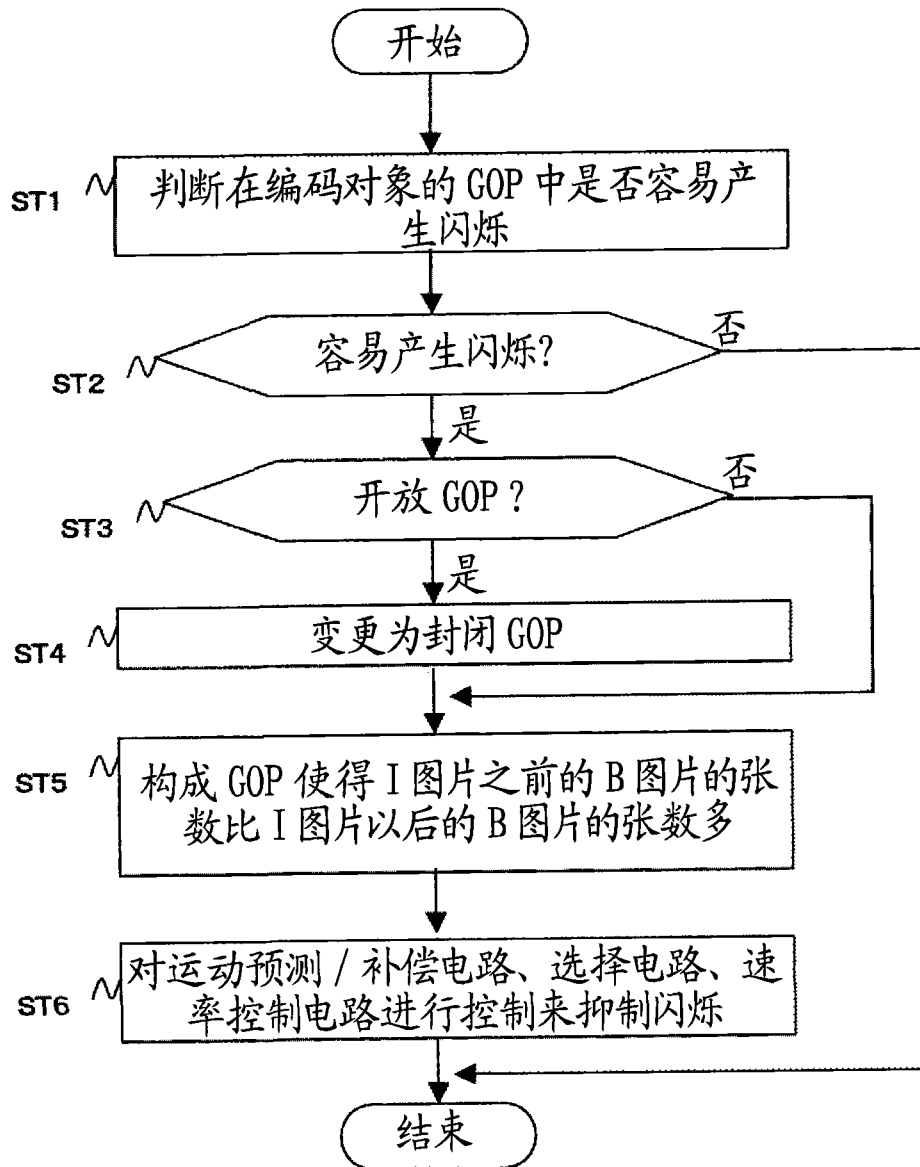 开始
ST1
判断在编码对象的 GOP 中是否容易产
生闪烁
ST2
容易产生闪烁?
否
是
ST3
开放 GOP ?
否
是
ST4
变更为封闭 GOP
ST5
构成 GOP 使得 I 图片之前的 B 图片的张
数比 I 图片以后的 B 图片的张数多
ST6
对运动预测 / 补偿电路、选择电路、速
率控制电路进行控制来抑制闪烁
结束